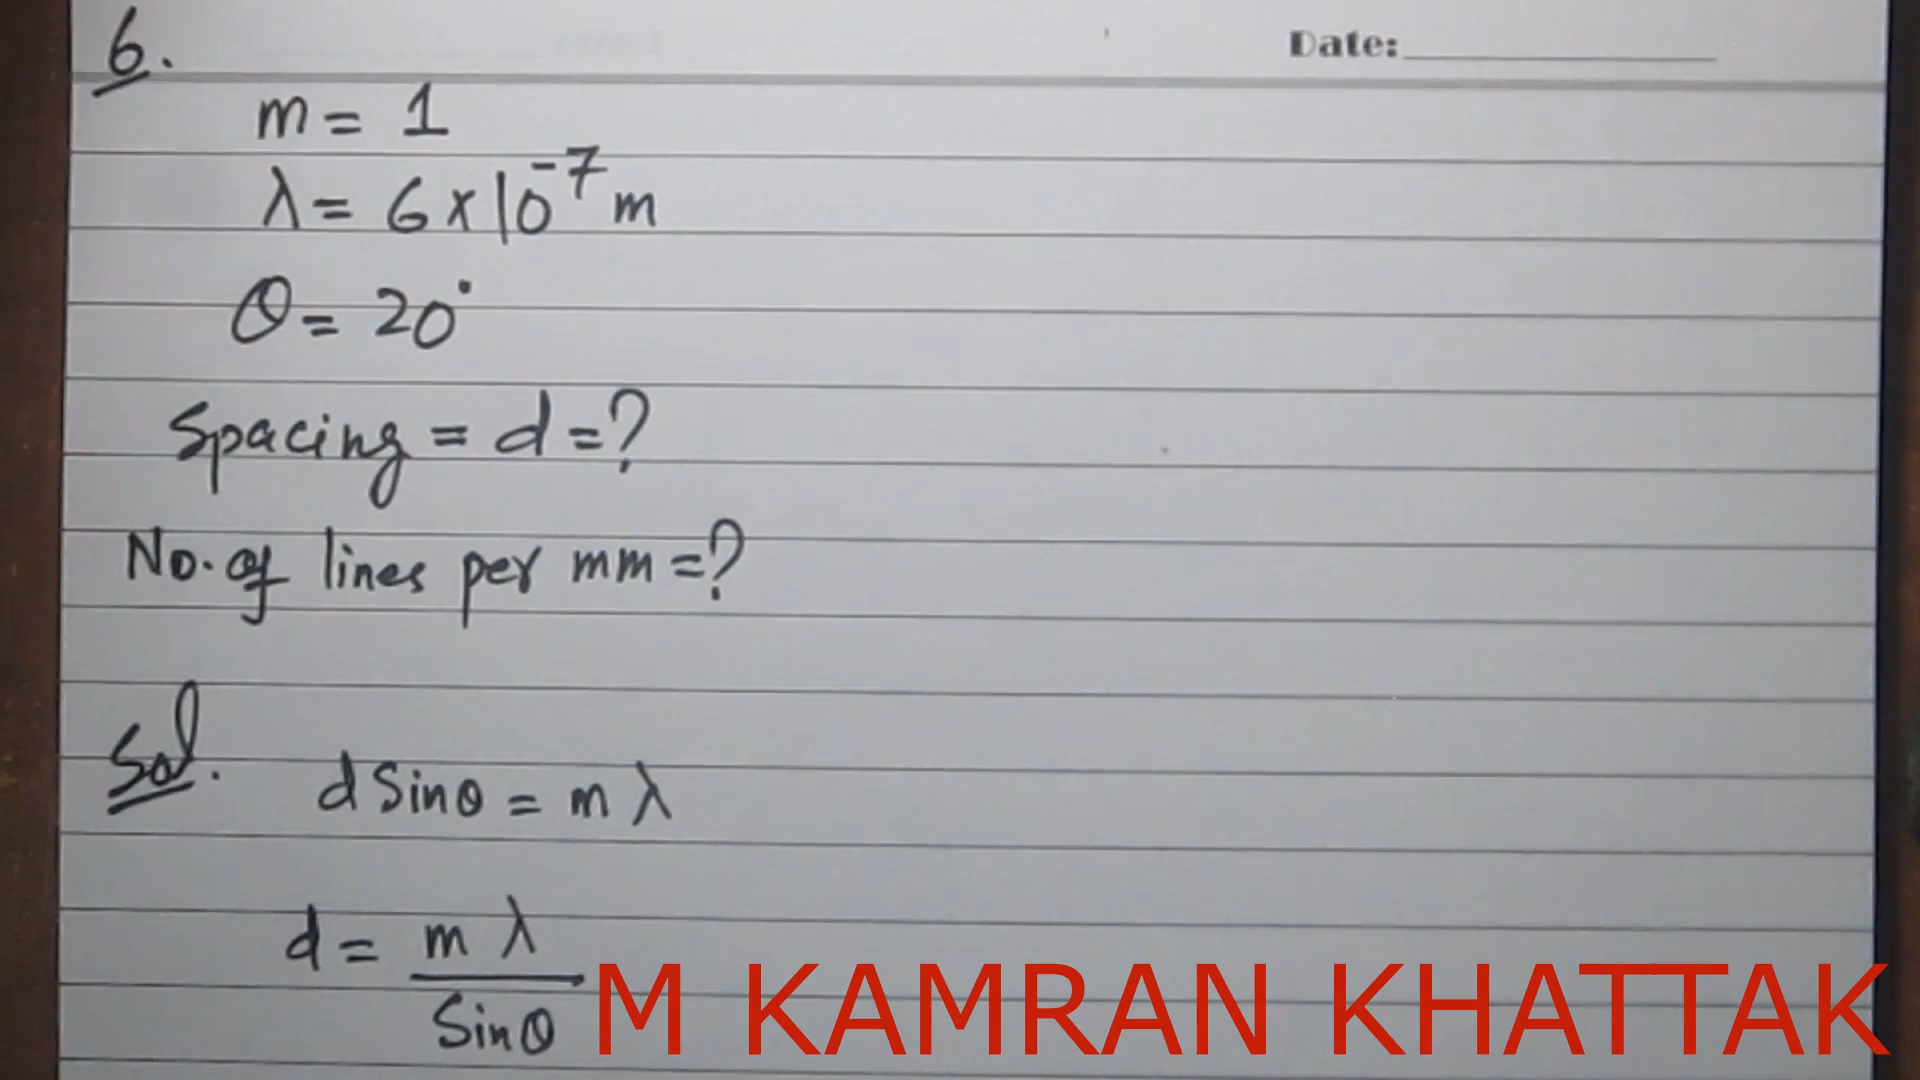 6.
Date:
m = 1
λ = 6 x 10⁻⁷ m
θ = 20°
Spacing = d = ?
No. of lines per mm = ?
Sol. d Sinθ = m λ
d = m λ
Sinθ
M KAMRAN KHATTAK